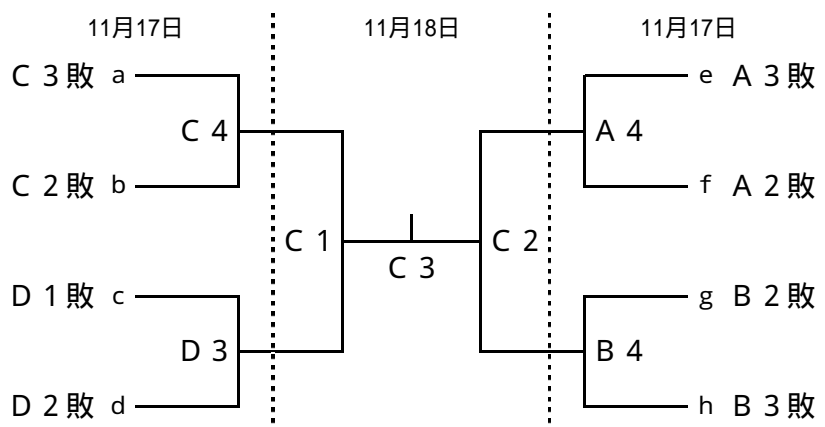 11月17日 11月18日 11月17日
C 3敗 a e A 3敗
C 4 A 4
C 2敗 b f A 2敗
C 1 C 2
C 3
D 1敗 c g B 2敗
D 3 B 4
D 2敗 d h B 3敗